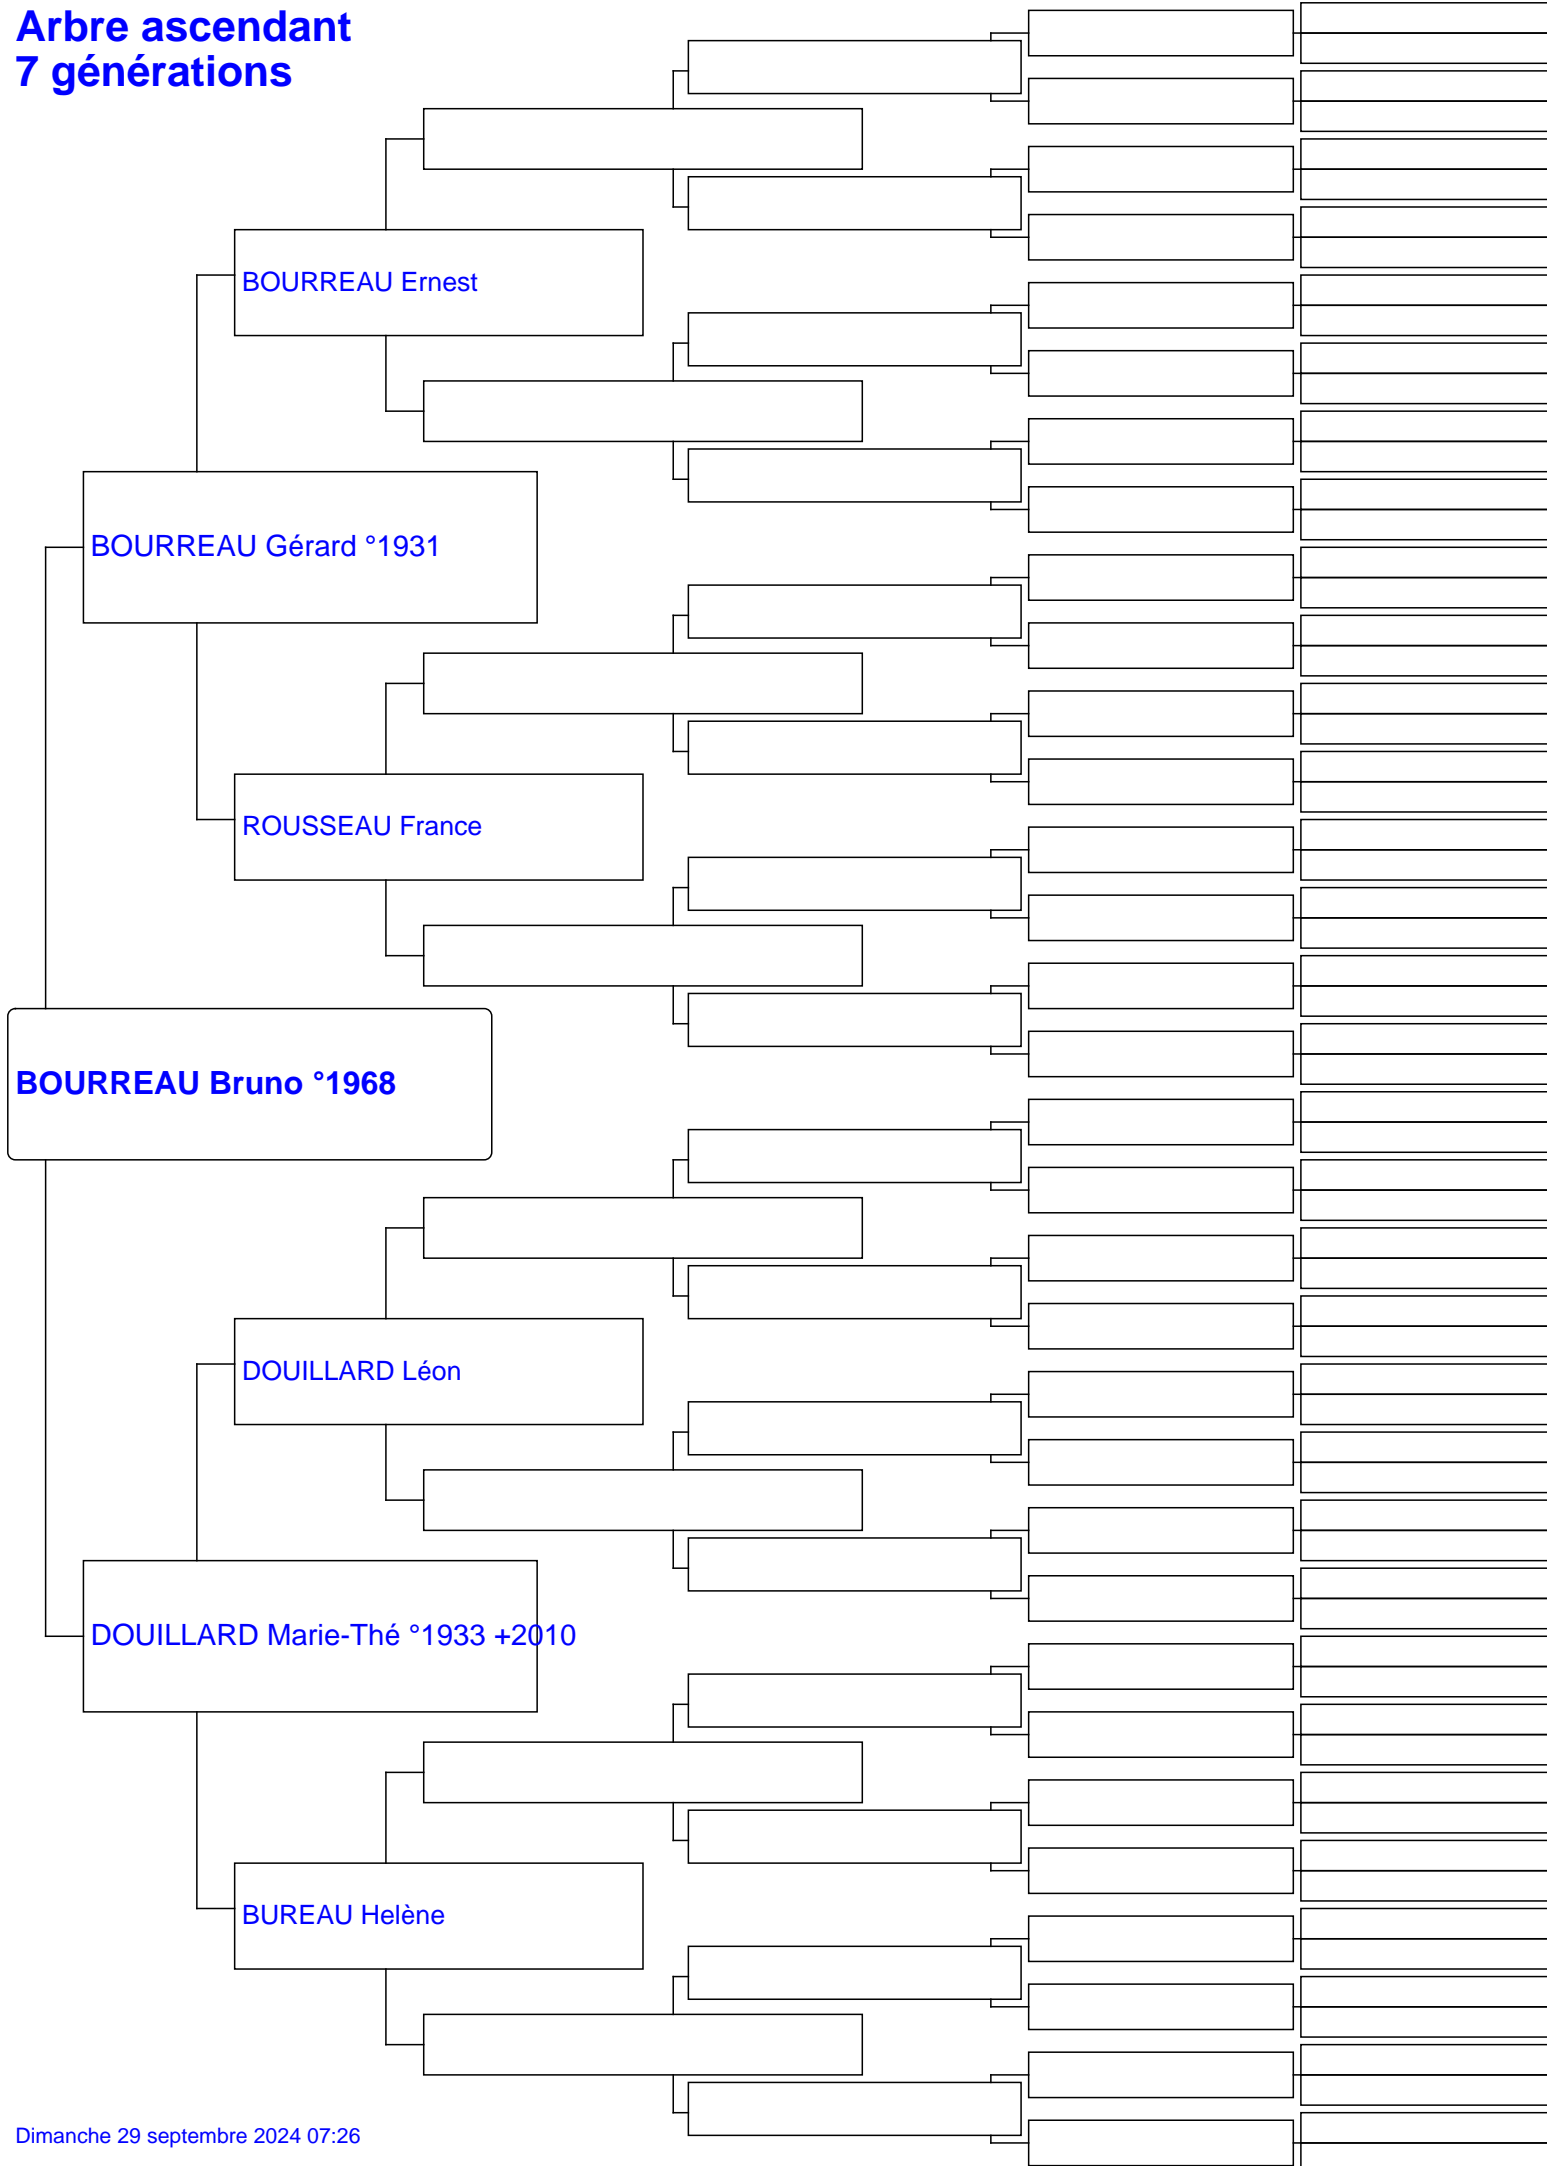 Arbre ascendant
7 générations
BOURREAU Ernest
BOURREAU Gérard °1931
ROUSSEAU France
BOURREAU Bruno °1968
DOUILLARD Léon
DOUILLARD Marie-Thé °1933 +2010
BUREAU Helène
Dimanche 29 septembre 2024 07:26